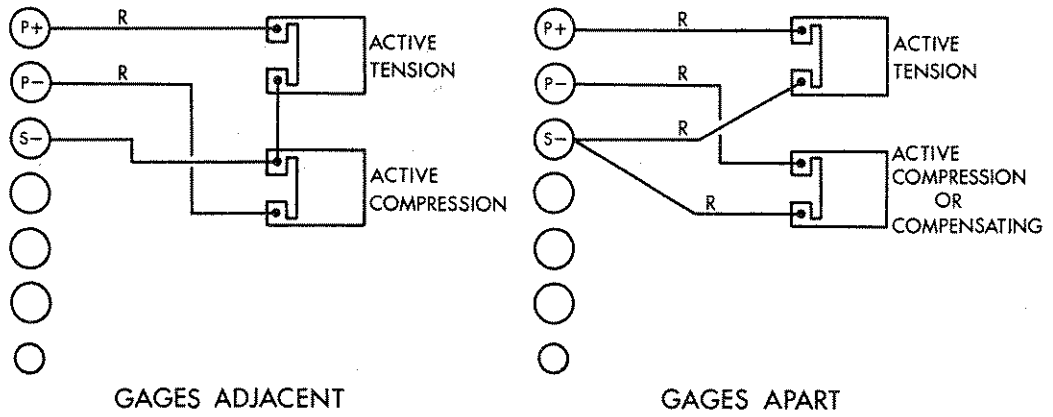 P+
R
ACTIVE
TENSION
P−
R
S−
ACTIVE
COMPRESSION
GAGES ADJACENT
P+
R
ACTIVE
TENSION
P−
R
S−
R
ACTIVE
COMPRESSION
OR
COMPENSATING
R
GAGES APART